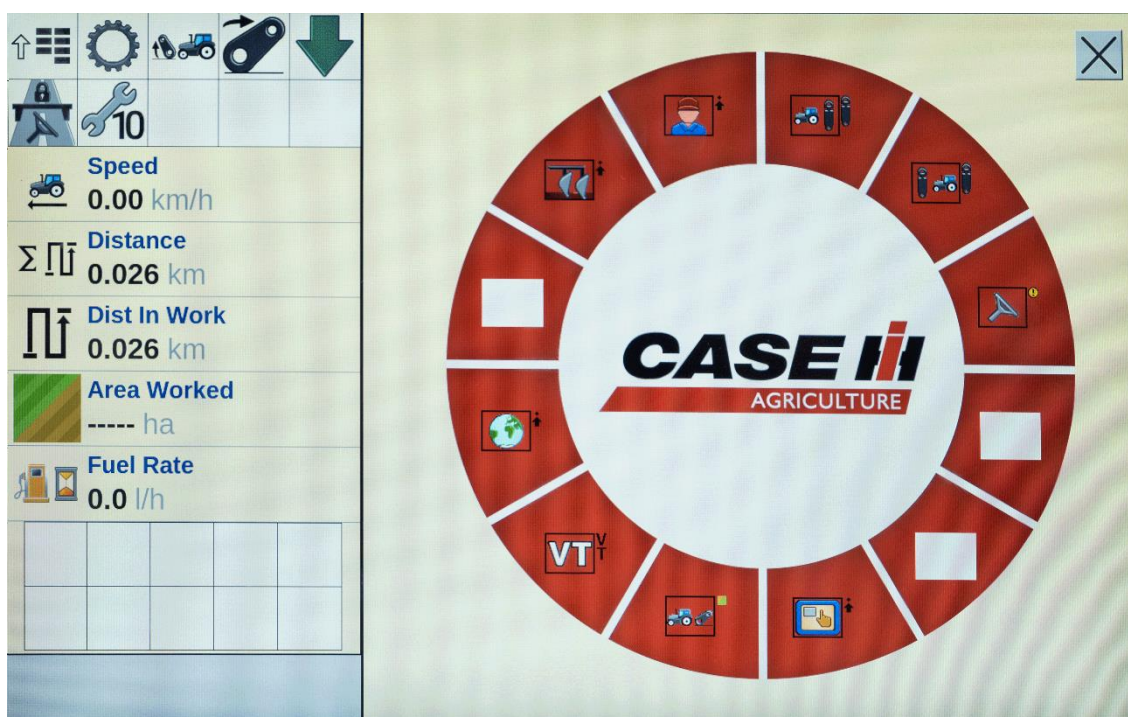 10
Speed
0.00 km/h
Distance
Σ
0.026 km
Dist In Work
0.026 km
Area Worked
----- ha
Fuel Rate
0.0 l/h
CASE IH
AGRICULTURE
VT
V
T